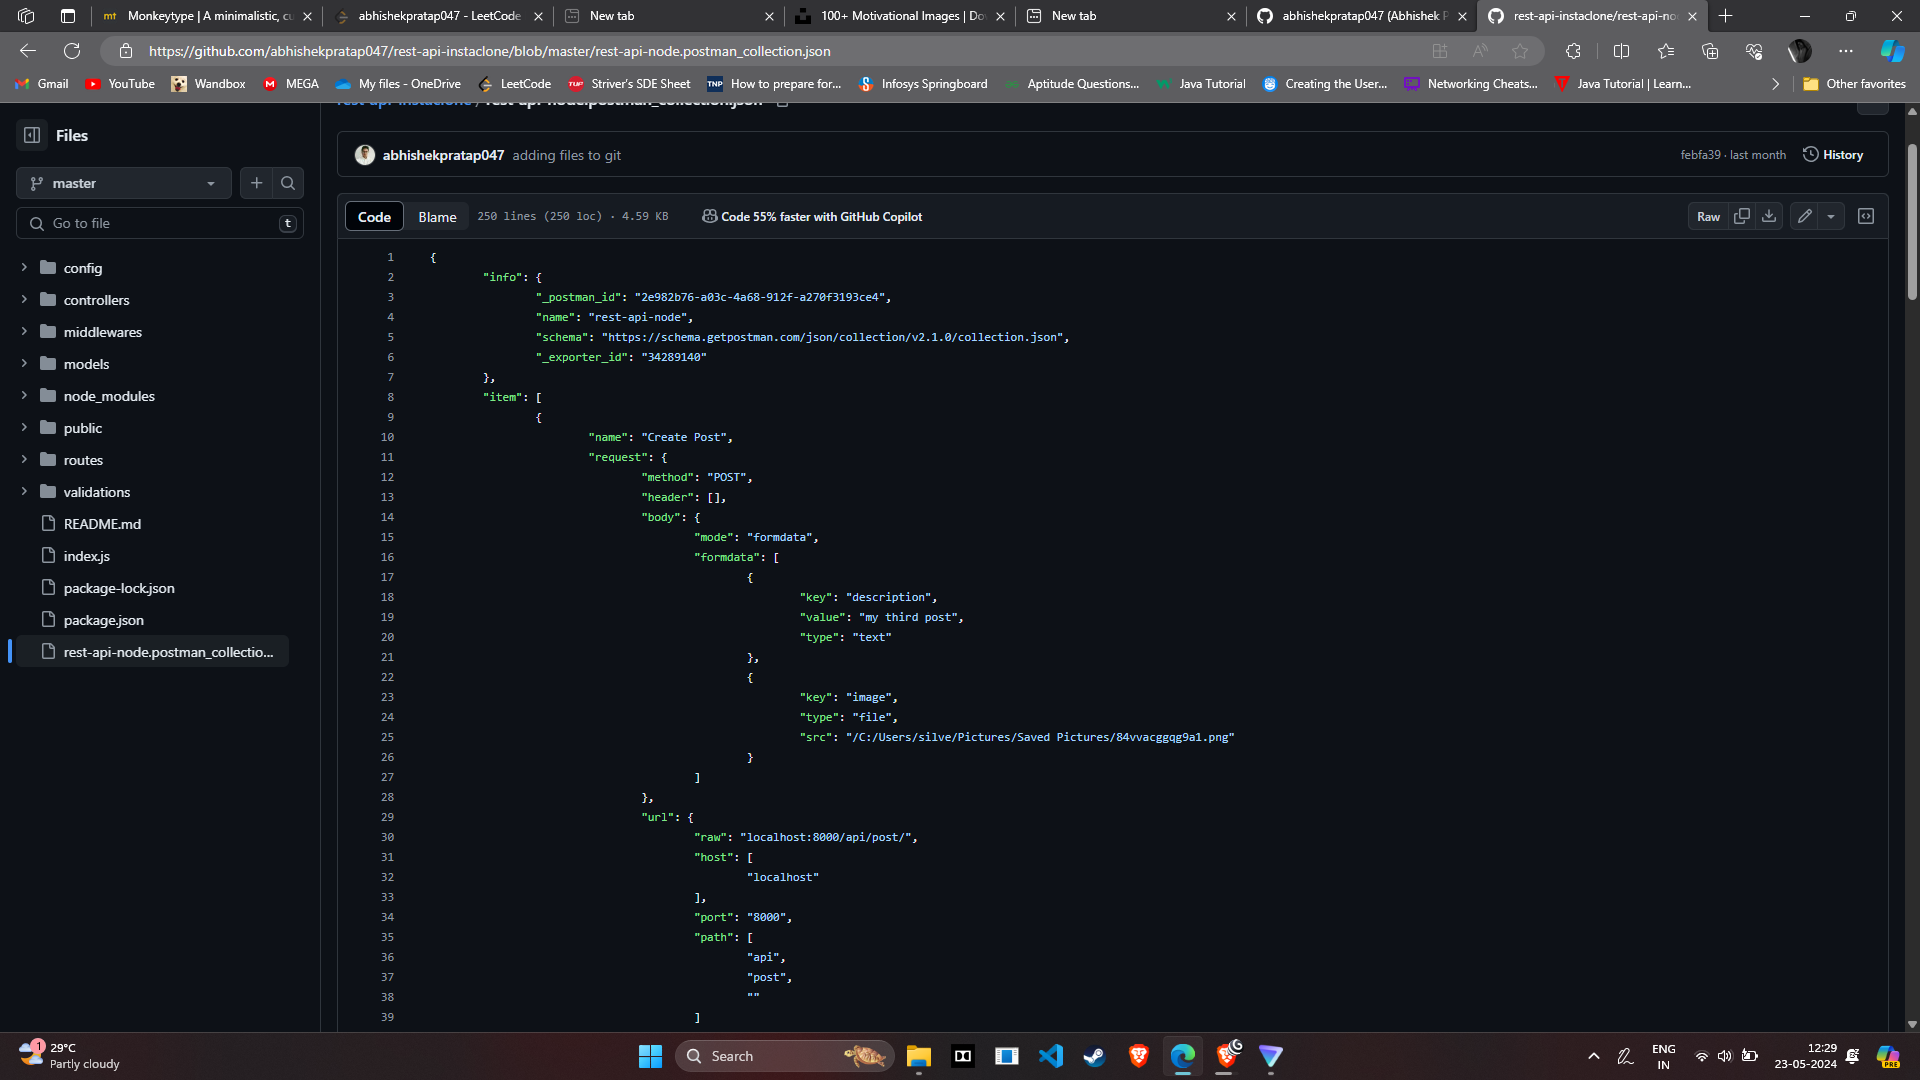 Monkeytype | A minimalistic, cu
abhishekpratap047 - LeetCode
New tab
100+ Motivational Images | Do
New tab
abhishekpratap047 (Abhishek P
rest-api-instaclone/rest-api-no
https://github.com/abhishekpratap047/rest-api-instaclone/blob/master/rest-api-node.postman_collection.json
Gmail
YouTube
Wandbox
MEGA
My files - OneDrive
LeetCode
Striver's SDE Sheet
TNP
How to prepare for...
Infosys Springboard
Aptitude Questions...
Java Tutorial
Creating the User...
Networking Cheats...
Java Tutorial | Learn...
Other favorites
rest-api-instaclone / rest-api-node.postman_collection.json
Files
master
Go to file
t
config
controllers
middlewares
models
node_modules
public
routes
validations
README.md
index.js
package-lock.json
package.json
rest-api-node.postman_collectio...
abhishekpratap047 adding files to git
febfa39 · last month
History
Code
Blame
250 lines (250 loc) · 4.59 KB
Code 55% faster with GitHub Copilot
Raw
1 {
2 "info": {
3 "_postman_id": "2e982b76-a03c-4a68-912f-a270f3193ce4",
4 "name": "rest-api-node",
5 "schema": "https://schema.getpostman.com/json/collection/v2.1.0/collection.json",
6 "_exporter_id": "34289140"
7 },
8 "item": [
9 {
10 "name": "Create Post",
11 "request": {
12 "method": "POST",
13 "header": [],
14 "body": {
15 "mode": "formdata",
16 "formdata": [
17 {
18 "key": "description",
19 "value": "my third post",
20 "type": "text"
21 },
22 {
23 "key": "image",
24 "type": "file",
25 "src": "/C:/Users/silve/Pictures/Saved Pictures/84vvacggqg9a1.png"
26 }
27 ]
28 },
29 "url": {
30 "raw": "localhost:8000/api/post/",
31 "host": [
32 "localhost"
33 ],
34 "port": "8000",
35 "path": [
36 "api",
37 "post",
38 ""
39 ]
1
29°C
Partly cloudy
Search
ENG
IN
12:29
23-05-2024
PRE